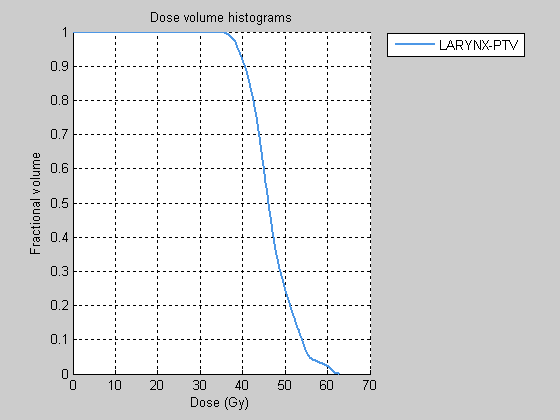 Dose volume histograms
LARYNX-PTV
Fractional volume
1
0.9
0.8
0.7
0.6
0.5
0.4
0.3
0.2
0.1
0
0 10 20 30 40 50 60 70
Dose (Gy)